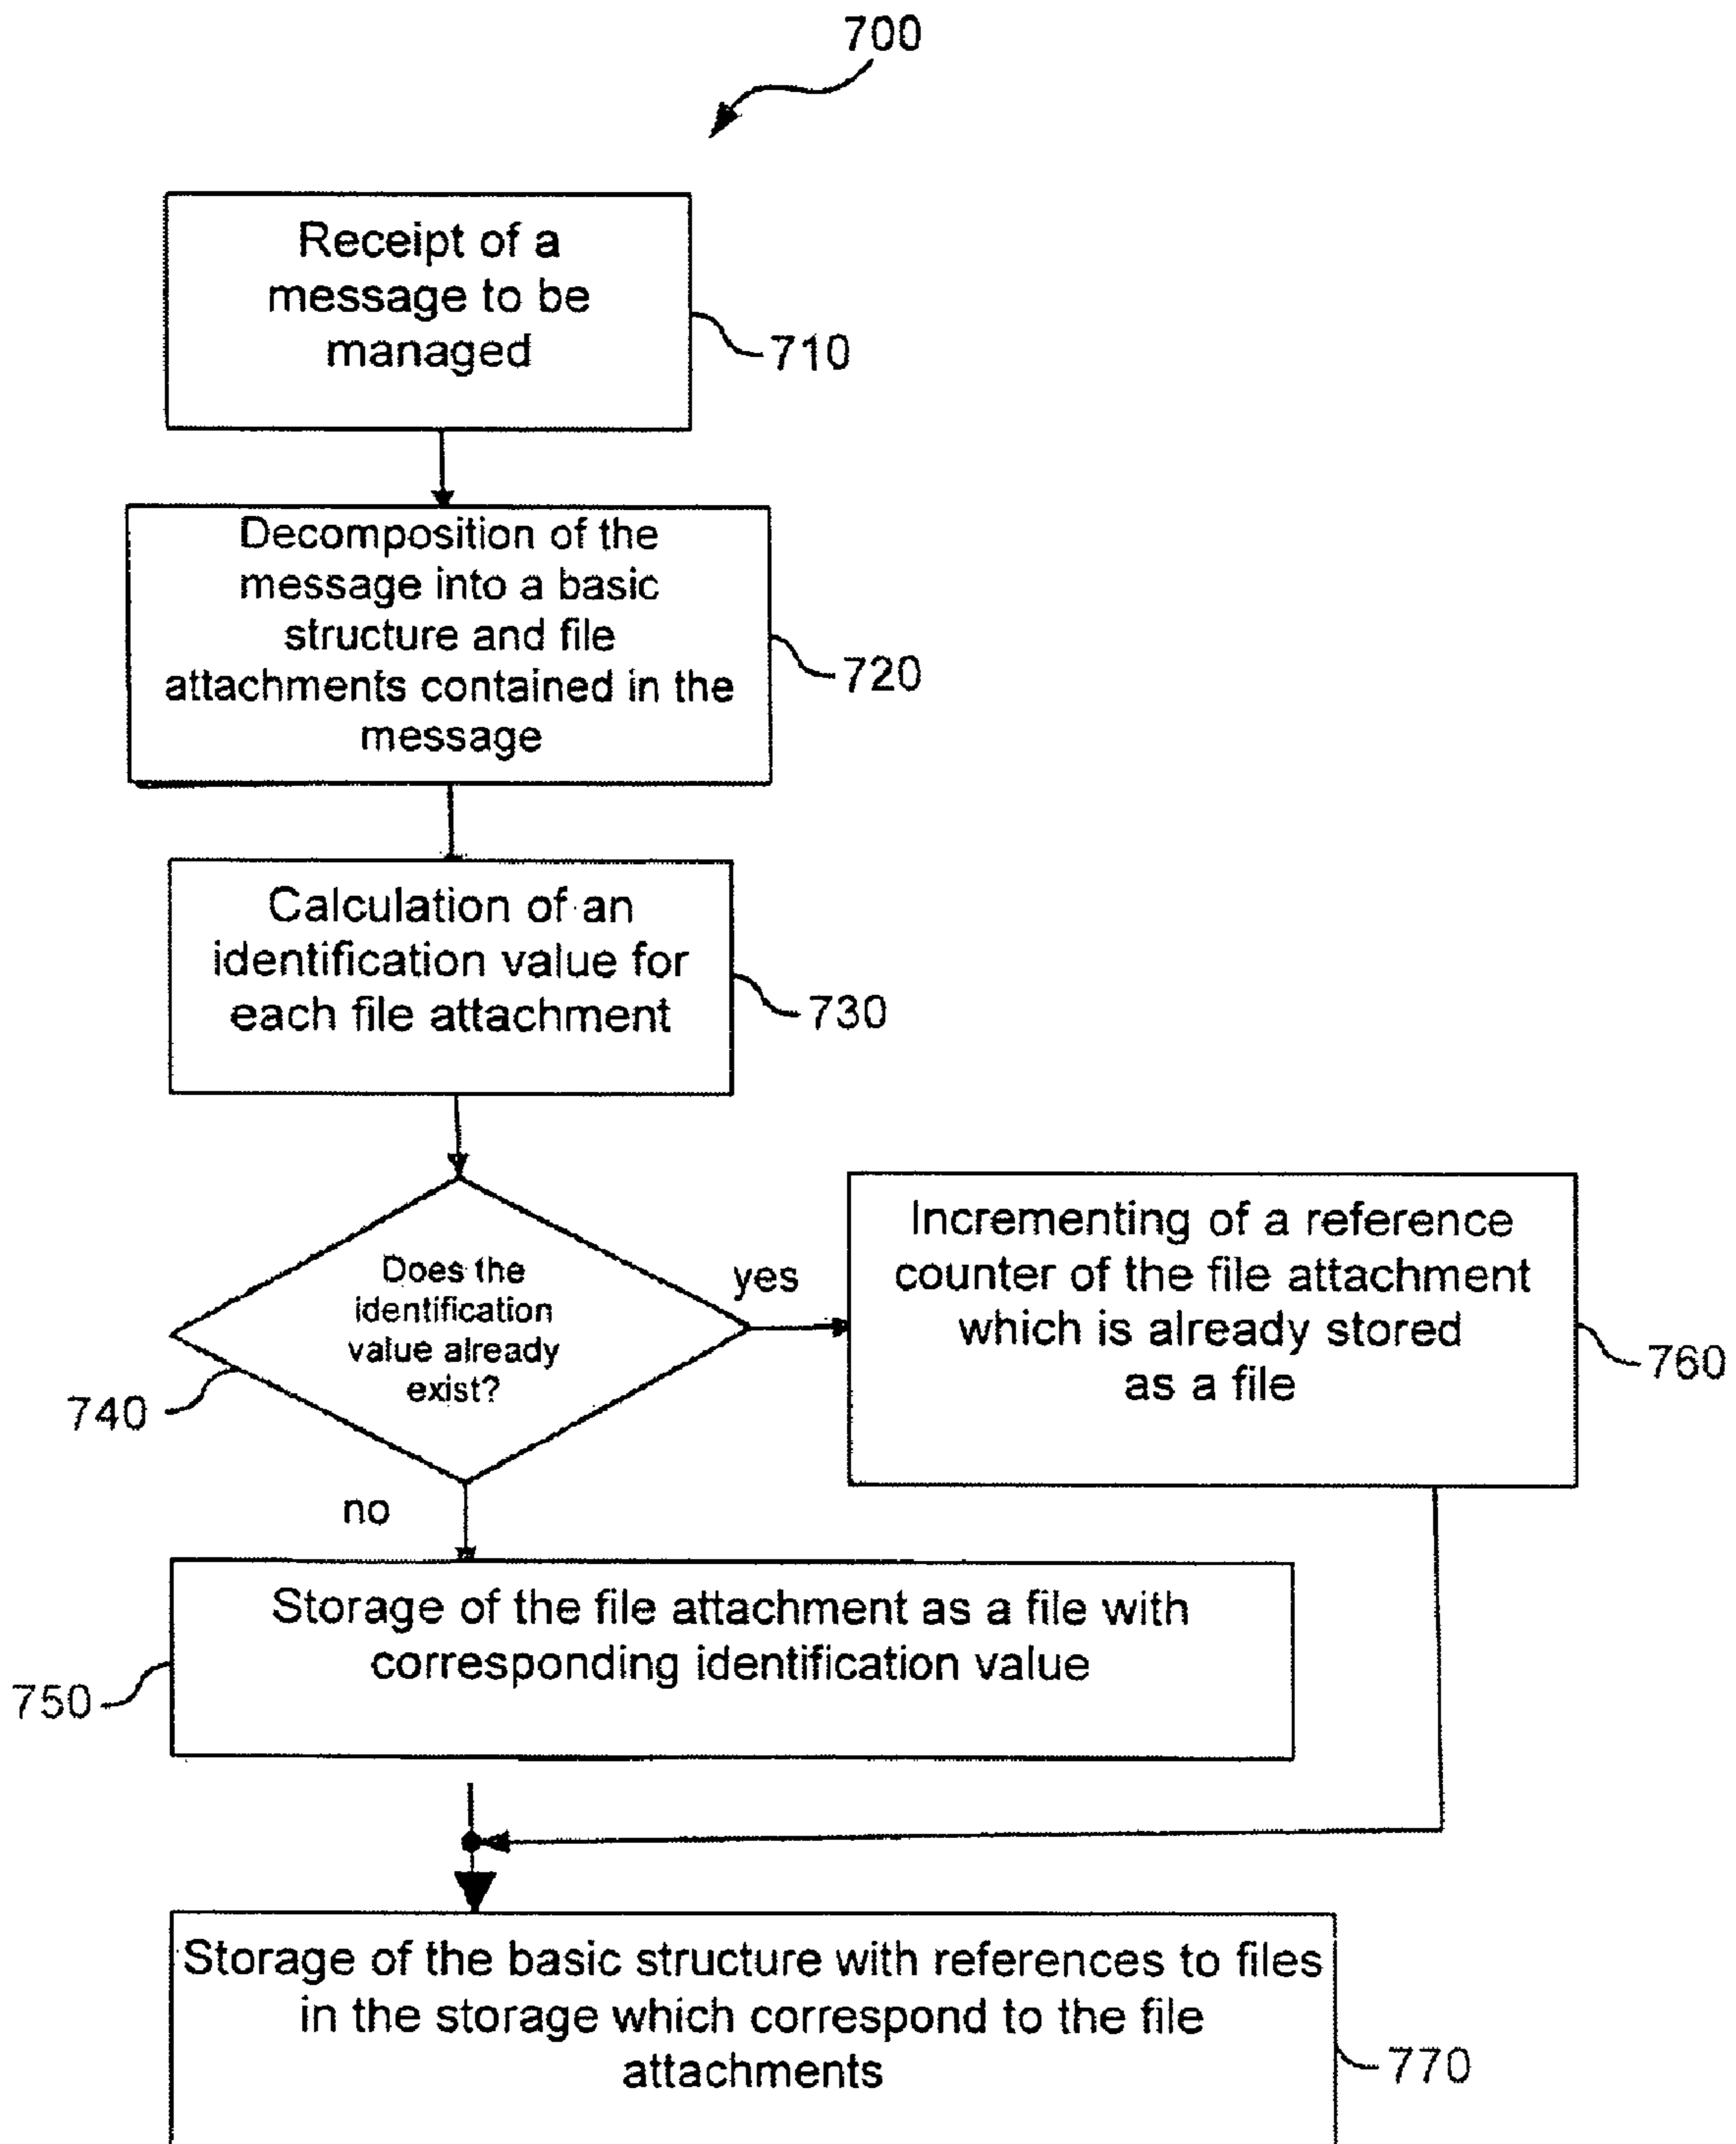 700
Receipt of a
message to be
managed
710
Decomposition of the
message into a basic
structure and file
attachments contained in the
message
720
Calculation of an
identification value for
each file attachment
730
Does the
identification
value already
exist?
740
yes
Incrementing of a reference
counter of the file attachment
which is already stored
as a file
760
no
Storage of the file attachment as a file with
corresponding identification value
750
Storage of the basic structure with references to files
in the storage which correspond to the file
attachments
770